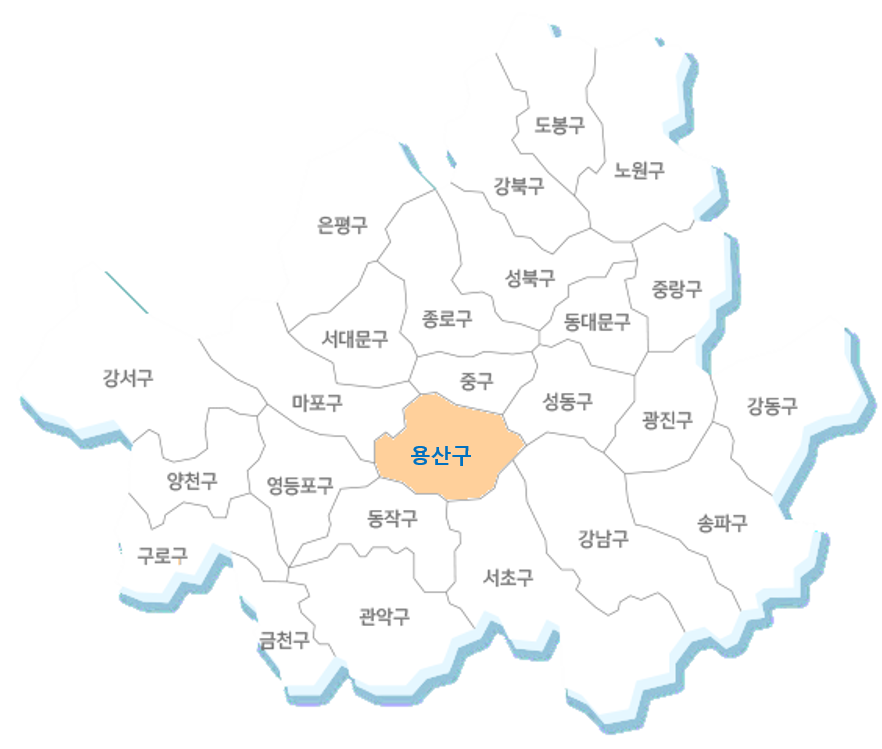 도봉구
노원구
강북구
은평구
성북구
중랑구
종로구
동대문구
서대문구
강서구
중구
마포구
성동구
광진구
강동구
용산구
양천구
영등포구
동작구
송파구
강남구
구로구
서초구
관악구
금천구